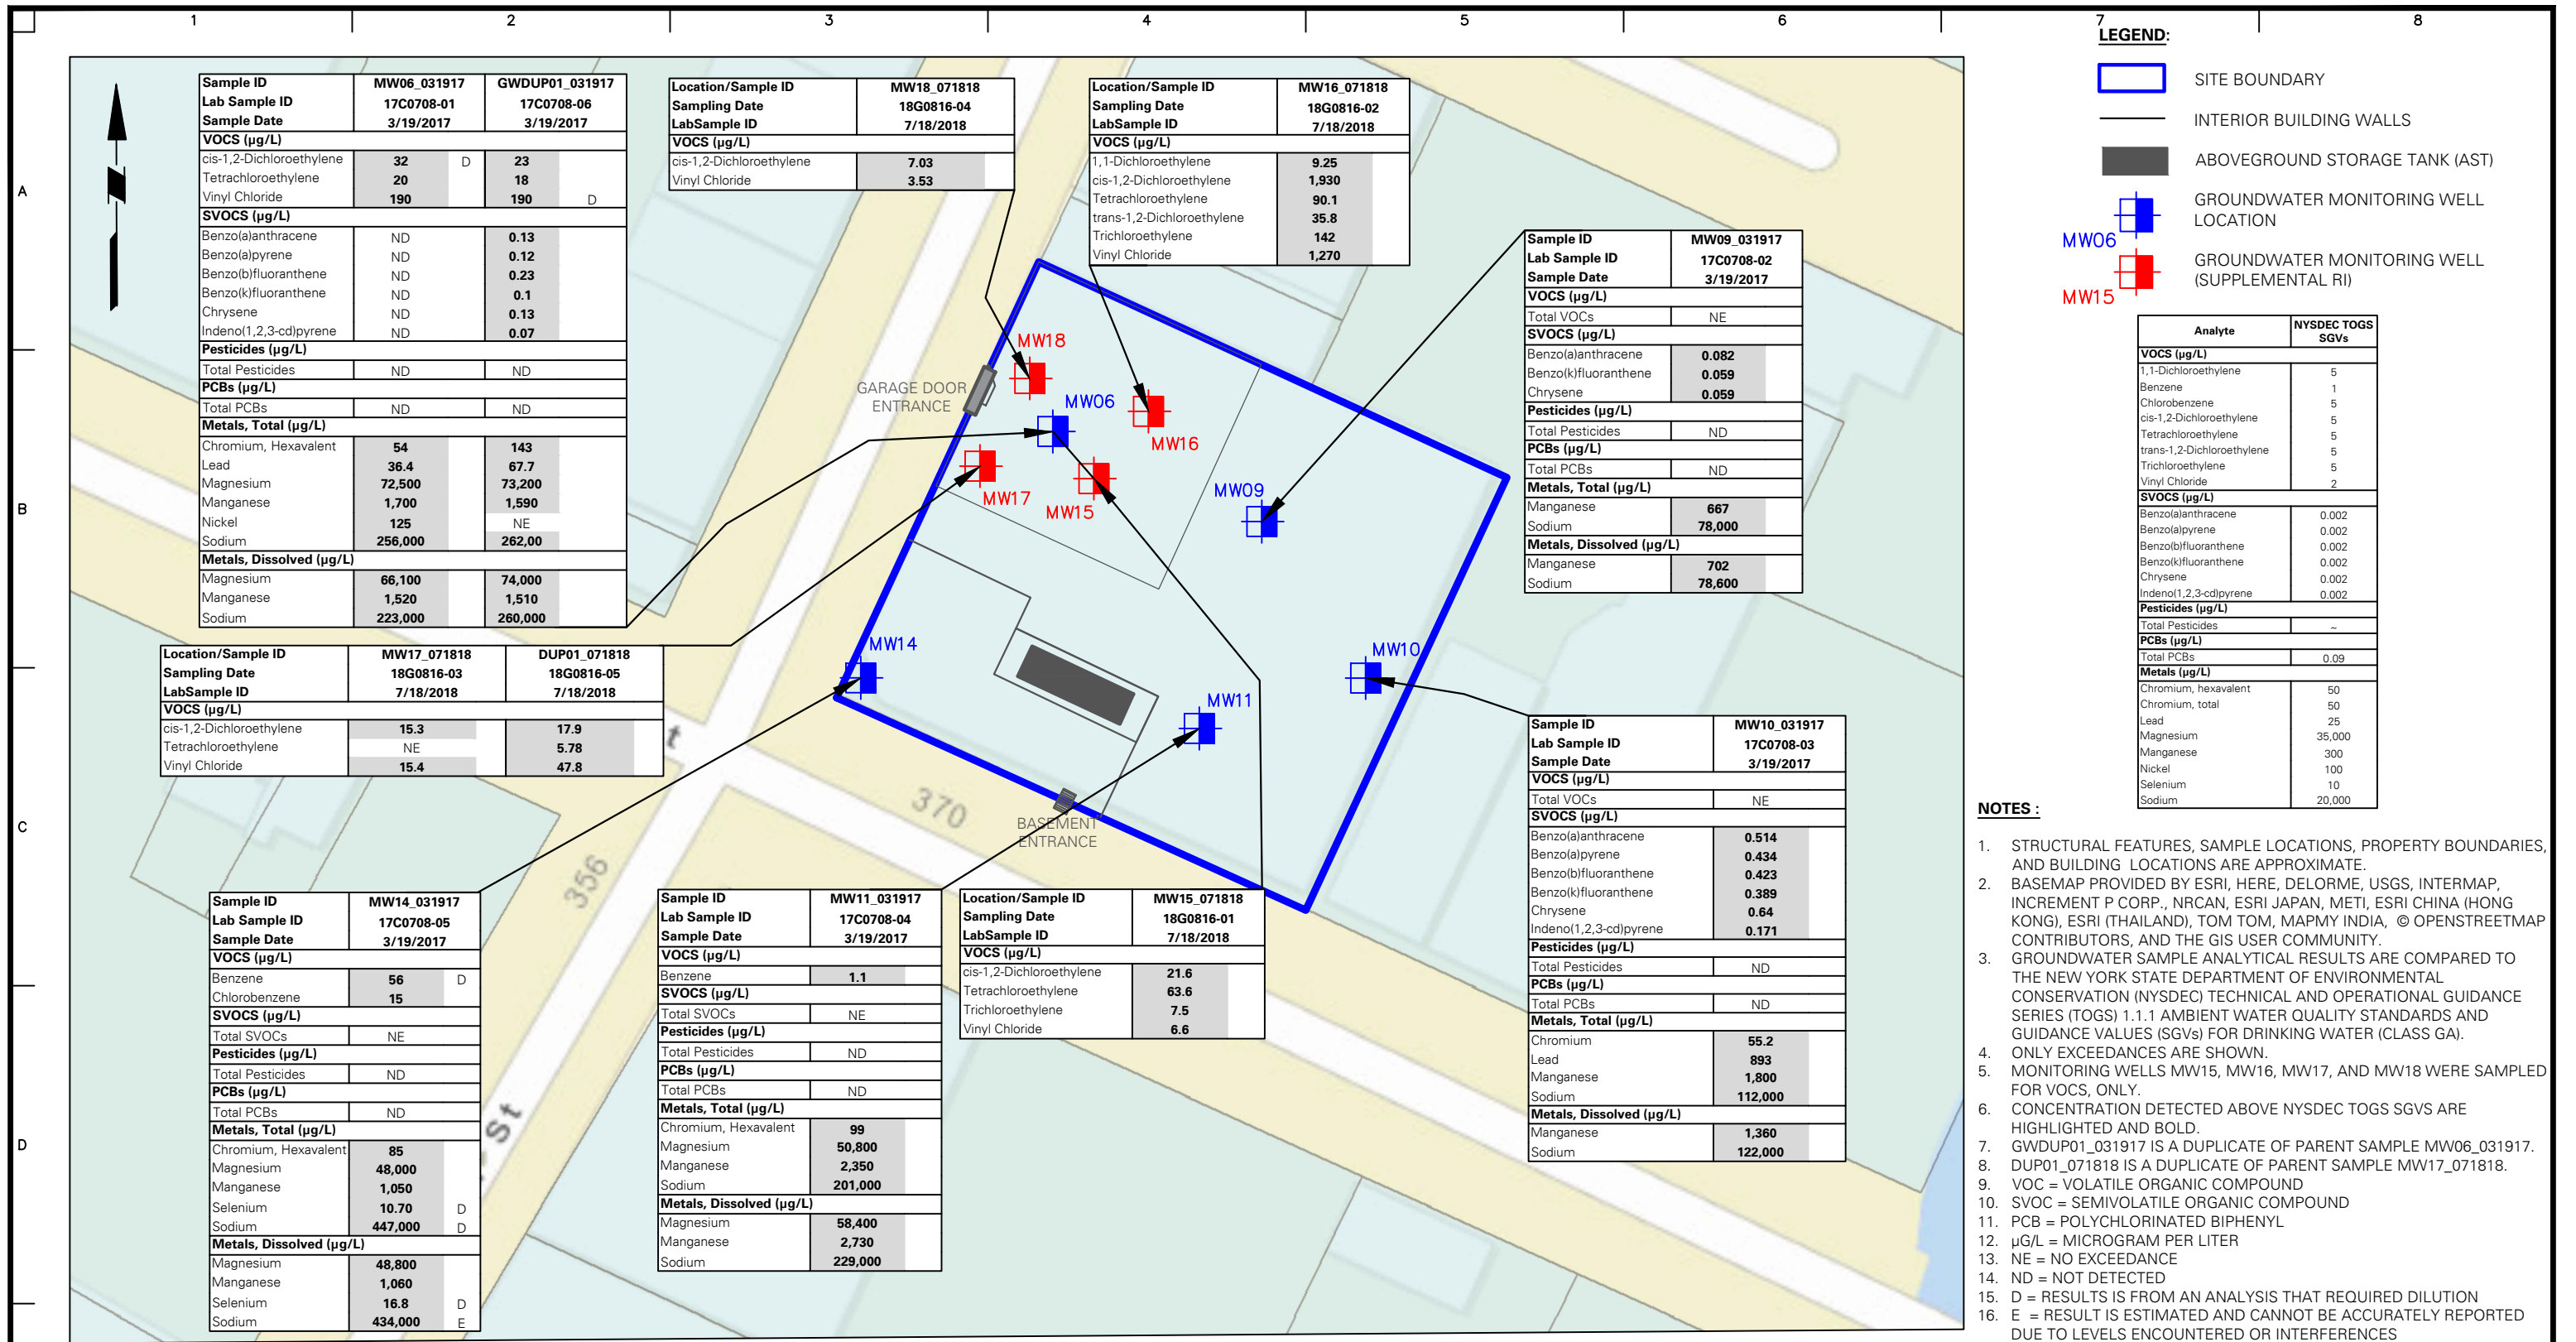 1 2 3 4 5 6 7 8
A
B
C
D
Sample ID MW06_031917 GWDUP01_031917
Lab Sample ID 17C0708-01 17C0708-06
Sample Date 3/19/2017 3/19/2017
VOCS (µg/L)
cis-1,2-Dichloroethylene 32 D 23
Tetrachloroethylene 20 18
Vinyl Chloride 190 190 D
SVOCS (µg/L)
Benzo(a)anthracene ND 0.13
Benzo(a)pyrene ND 0.12
Benzo(b)fluoranthene ND 0.23
Benzo(k)fluoranthene ND 0.1
Chrysene ND 0.13
Indeno(1,2,3-cd)pyrene ND 0.07
Pesticides (µg/L)
Total Pesticides ND ND
PCBs (µg/L)
Total PCBs ND ND
Metals, Total (µg/L)
Chromium, Hexavalent 54 143
Lead 36.4 67.7
Magnesium 72,500 73,200
Manganese 1,700 1,590
Nickel 125 NE
Sodium 256,000 262,00
Metals, Dissolved (µg/L)
Magnesium 66,100 74,000
Manganese 1,520 1,510
Sodium 223,000 260,000
Location/Sample ID MW18_071818
Sampling Date 18G0816-04
LabSample ID 7/18/2018
VOCS (µg/L)
cis-1,2-Dichloroethylene 7.03
Vinyl Chloride 3.53
Location/Sample ID MW16_071818
Sampling Date 18G0816-02
LabSample ID 7/18/2018
VOCS (µg/L)
1,1-Dichloroethylene 9.25
cis-1,2-Dichloroethylene 1,930
Tetrachloroethylene 90.1
trans-1,2-Dichloroethylene 35.8
Trichloroethylene 142
Vinyl Chloride 1,270
Sample ID MW09_031917
Lab Sample ID 17C0708-02
Sample Date 3/19/2017
VOCS (µg/L)
Total VOCs NE
SVOCS (µg/L)
Benzo(a)anthracene 0.082
Benzo(k)fluoranthene 0.059
Chrysene 0.059
Pesticides (µg/L)
Total Pesticides ND
PCBs (µg/L)
Total PCBs ND
Metals, Total (µg/L)
Manganese 667
Sodium 78,000
Metals, Dissolved (µg/L)
Manganese 702
Sodium 78,600
MW18
GARAGE DOOR
ENTRANCE
MW06
MW16
MW17
MW15
MW09
MW14
MW10
MW11
BASEMENT
ENTRANCE
t
370
356
St
Location/Sample ID MW17_071818 DUP01_071818
Sampling Date 18G0816-03 18G0816-05
LabSample ID 7/18/2018 7/18/2018
VOCS (µg/L)
cis-1,2-Dichloroethylene 15.3 17.9
Tetrachloroethylene NE 5.78
Vinyl Chloride 15.4 47.8
Sample ID MW14_031917
Lab Sample ID 17C0708-05
Sample Date 3/19/2017
VOCS (µg/L)
Benzene 56 D
Chlorobenzene 15
SVOCS (µg/L)
Total SVOCs NE
Pesticides (µg/L)
Total Pesticides ND
PCBs (µg/L)
Total PCBs ND
Metals, Total (µg/L)
Chromium, Hexavalent 85
Magnesium 48,000
Manganese 1,050
Selenium 10.70 D
Sodium 447,000 D
Metals, Dissolved (µg/L)
Magnesium 48,800
Manganese 1,060
Selenium 16.8 D
Sodium 434,000 E
Sample ID MW11_031917
Lab Sample ID 17C0708-04
Sample Date 3/19/2017
VOCS (µg/L)
Benzene 1.1
SVOCS (µg/L)
Total SVOCs NE
Pesticides (µg/L)
Total Pesticides ND
PCBs (µg/L)
Total PCBs ND
Metals, Total (µg/L)
Chromium, Hexavalent 99
Magnesium 50,800
Manganese 2,350
Sodium 201,000
Metals, Dissolved (µg/L)
Magnesium 58,400
Manganese 2,730
Sodium 229,000
Location/Sample ID MW15_071818
Sampling Date 18G0816-01
LabSample ID 7/18/2018
VOCS (µg/L)
cis-1,2-Dichloroethylene 21.6
Tetrachloroethylene 63.6
Trichloroethylene 7.5
Vinyl Chloride 6.6
Sample ID MW10_031917
Lab Sample ID 17C0708-03
Sample Date 3/19/2017
VOCS (µg/L)
Total VOCs NE
SVOCS (µg/L)
Benzo(a)anthracene 0.514
Benzo(a)pyrene 0.434
Benzo(b)fluoranthene 0.423
Benzo(k)fluoranthene 0.389
Chrysene 0.64
Indeno(1,2,3-cd)pyrene 0.171
Pesticides (µg/L)
Total Pesticides ND
PCBs (µg/L)
Total PCBs ND
Metals, Total (µg/L)
Chromium 55.2
Lead 893
Manganese 1,800
Sodium 112,000
Metals, Dissolved (µg/L)
Manganese 1,360
Sodium 122,000
LEGEND:
SITE BOUNDARY
INTERIOR BUILDING WALLS
ABOVEGROUND STORAGE TANK (AST)
GROUNDWATER MONITORING WELL
LOCATION
MW06
GROUNDWATER MONITORING WELL
(SUPPLEMENTAL RI)
MW15
Analyte NYSDEC TOGS
SGVs
VOCS (µg/L)
1,1-Dichloroethylene 5
Benzene 1
Chlorobenzene 5
cis-1,2-Dichloroethylene 5
Tetrachloroethylene 5
trans-1,2-Dichloroethylene 5
Trichloroethylene 5
Vinyl Chloride 2
SVOCS (µg/L)
Benzo(a)anthracene 0.002
Benzo(a)pyrene 0.002
Benzo(b)fluoranthene 0.002
Benzo(k)fluoranthene 0.002
Chrysene 0.002
Indeno(1,2,3-cd)pyrene 0.002
Pesticides (µg/L)
Total Pesticides ~
PCBs (µg/L)
Total PCBs 0.09
Metals (µg/L)
Chromium, hexavalent 50
Chromium, total 50
Lead 25
Magnesium 35,000
Manganese 300
Nickel 100
Selenium 10
Sodium 20,000
NOTES :
1. STRUCTURAL FEATURES, SAMPLE LOCATIONS, PROPERTY BOUNDARIES,
AND BUILDING LOCATIONS ARE APPROXIMATE.
2. BASEMAP PROVIDED BY ESRI, HERE, DELORME, USGS, INTERMAP,
INCREMENT P CORP., NRCAN, ESRI JAPAN, METI, ESRI CHINA (HONG
KONG), ESRI (THAILAND), TOM TOM, MAPMY INDIA, © OPENSTREETMAP
CONTRIBUTORS, AND THE GIS USER COMMUNITY.
3. GROUNDWATER SAMPLE ANALYTICAL RESULTS ARE COMPARED TO
THE NEW YORK STATE DEPARTMENT OF ENVIRONMENTAL
CONSERVATION (NYSDEC) TECHNICAL AND OPERATIONAL GUIDANCE
SERIES (TOGS) 1.1.1 AMBIENT WATER QUALITY STANDARDS AND
GUIDANCE VALUES (SGVs) FOR DRINKING WATER (CLASS GA).
4. ONLY EXCEEDANCES ARE SHOWN.
5. MONITORING WELLS MW15, MW16, MW17, AND MW18 WERE SAMPLED
FOR VOCS, ONLY.
6. CONCENTRATION DETECTED ABOVE NYSDEC TOGS SGVS ARE
HIGHLIGHTED AND BOLD.
7. GWDUP01_031917 IS A DUPLICATE OF PARENT SAMPLE MW06_031917.
8. DUP01_071818 IS A DUPLICATE OF PARENT SAMPLE MW17_071818.
9. VOC = VOLATILE ORGANIC COMPOUND
10. SVOC = SEMIVOLATILE ORGANIC COMPOUND
11. PCB = POLYCHLORINATED BIPHENYL
12. µG/L = MICROGRAM PER LITER
13. NE = NO EXCEEDANCE
14. ND = NOT DETECTED
15. D = RESULTS IS FROM AN ANALYSIS THAT REQUIRED DILUTION
16. E = RESULT IS ESTIMATED AND CANNOT BE ACCURATELY REPORTED
DUE TO LEVELS ENCOUNTERED OR INTERFERENCES